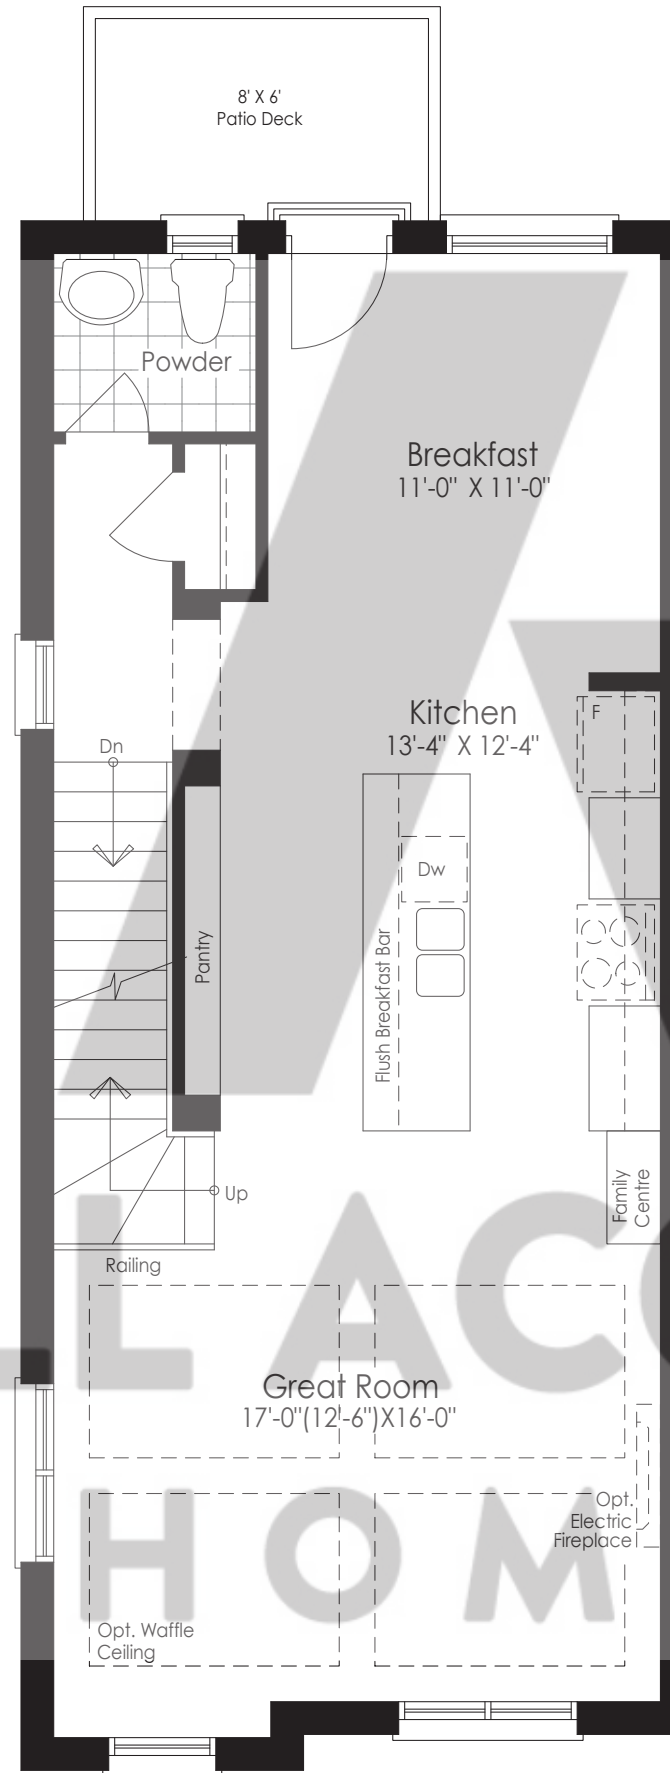 8' X 6'
Patio Deck
Powder
Breakfast
11'-0" X 11'-0"
Kitchen
13'-4" X 12'-4"
F
Dn
Dw
Pantry
Flush Breakfast Bar
Up
Family
Centre
Railing
LACO
Great Room
17'-0"(12'-6")X16'-0"
Opt.
Electric
Fireplace
HOM
Opt. Waffle
Ceiling